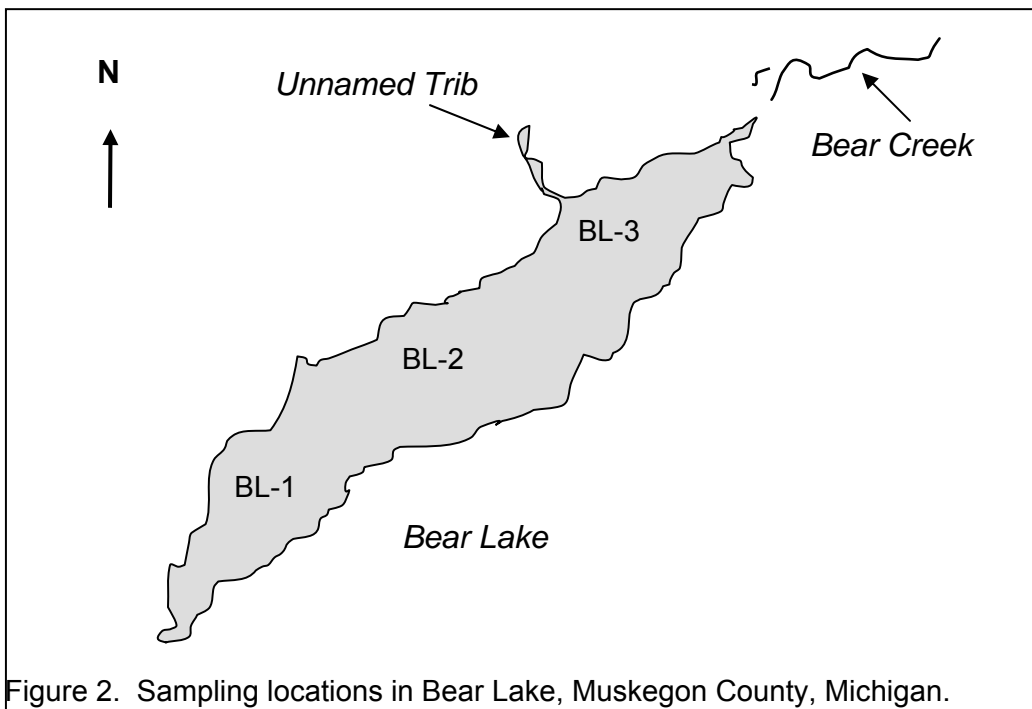 N
Unnamed Trib
Bear Creek
BL-3
BL-2
BL-1
Bear Lake
Figure 2.  Sampling locations in Bear Lake, Muskegon County, Michigan.